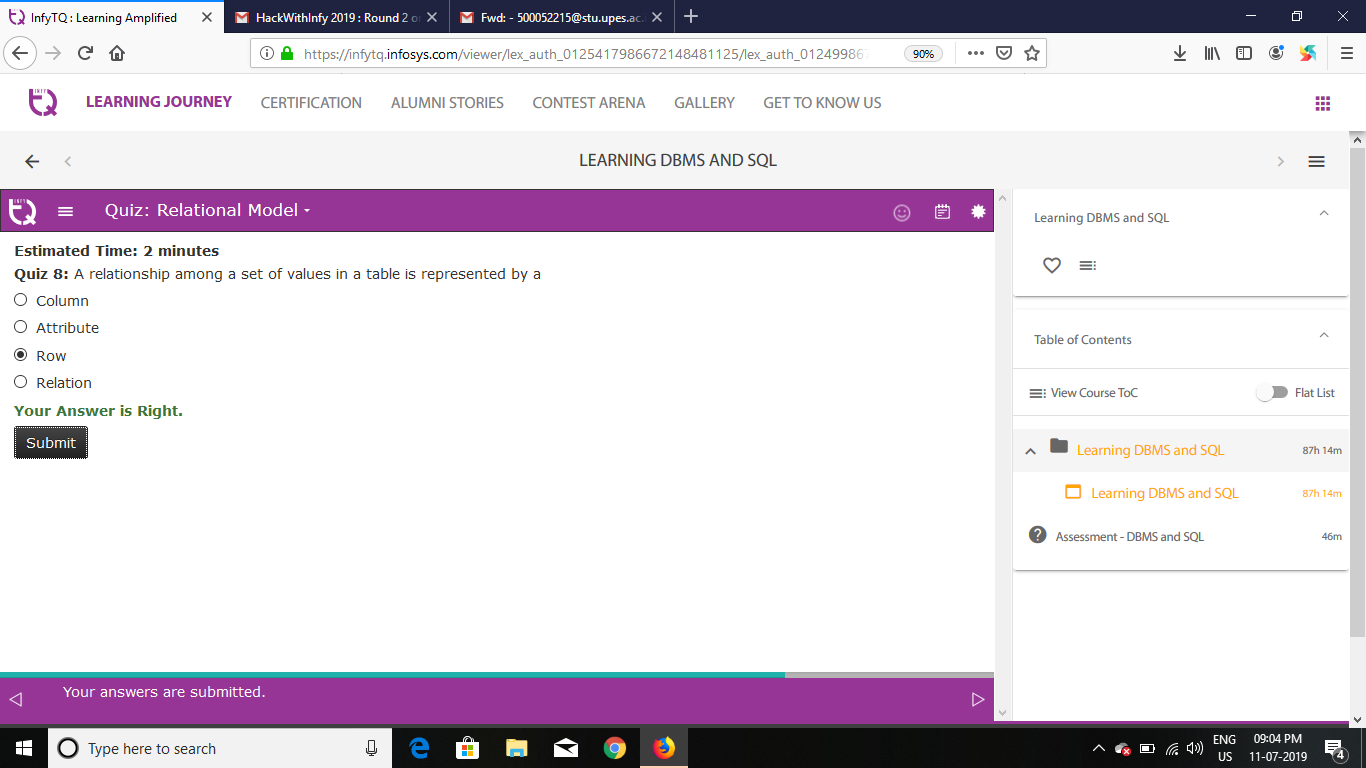 InfyTQ : Learning Amplified
HackWithInfy 2019 : Round 2 o
Fwd: - 500052215@stu.upes.ac.
https://infytq.infosys.com/viewer/lex_auth_0125417986672148481125/lex_auth_01249986
90%
INFY
TQ
LEARNING JOURNEY
CERTIFICATION
ALUMNI STORIES
CONTEST ARENA
GALLERY
GET TO KNOW US
LEARNING DBMS AND SQL
INFY
TQ
Quiz: Relational Model
Estimated Time: 2 minutes
Quiz 8: A relationship among a set of values in a table is represented by a
Column
Attribute
Row
Relation
Your Answer is Right.
Submit
Your answers are submitted.
Learning DBMS and SQL
Table of Contents
View Course ToC
Flat List
Learning DBMS and SQL
87h 14m
Learning DBMS and SQL
87h 14m
Assessment - DBMS and SQL
46m
Type here to search
ENG
US
09:04 PM
11-07-2019
4